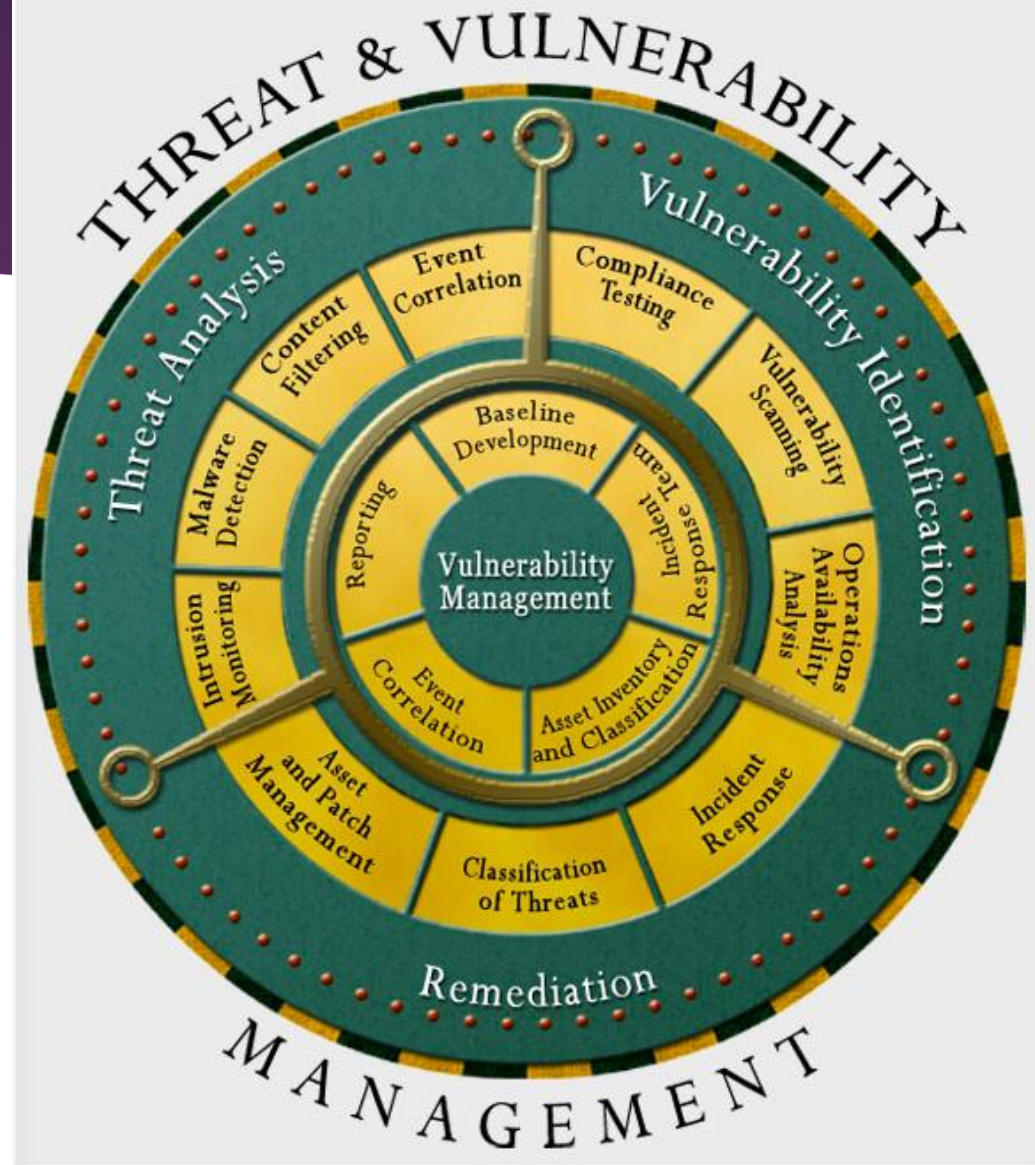 THREAT & VULNERABILITY
Threat Analysis
Vulnerability Identification
Event
Correlation
Compliance
Testing
Content
Filtering
Vulnerability
Scanning
Malware
Detection
Operations
Availability
Analysis
Intrusion
Monitoring
Baseline
Development
Incident
Response Team
Reporting
Vulnerability
Management
Event
Correlation
Asset Inventory
and Classification
Asset
and Patch
Management
Classification
of Threats
Incident
Response
Remediation
MANAGEMENT